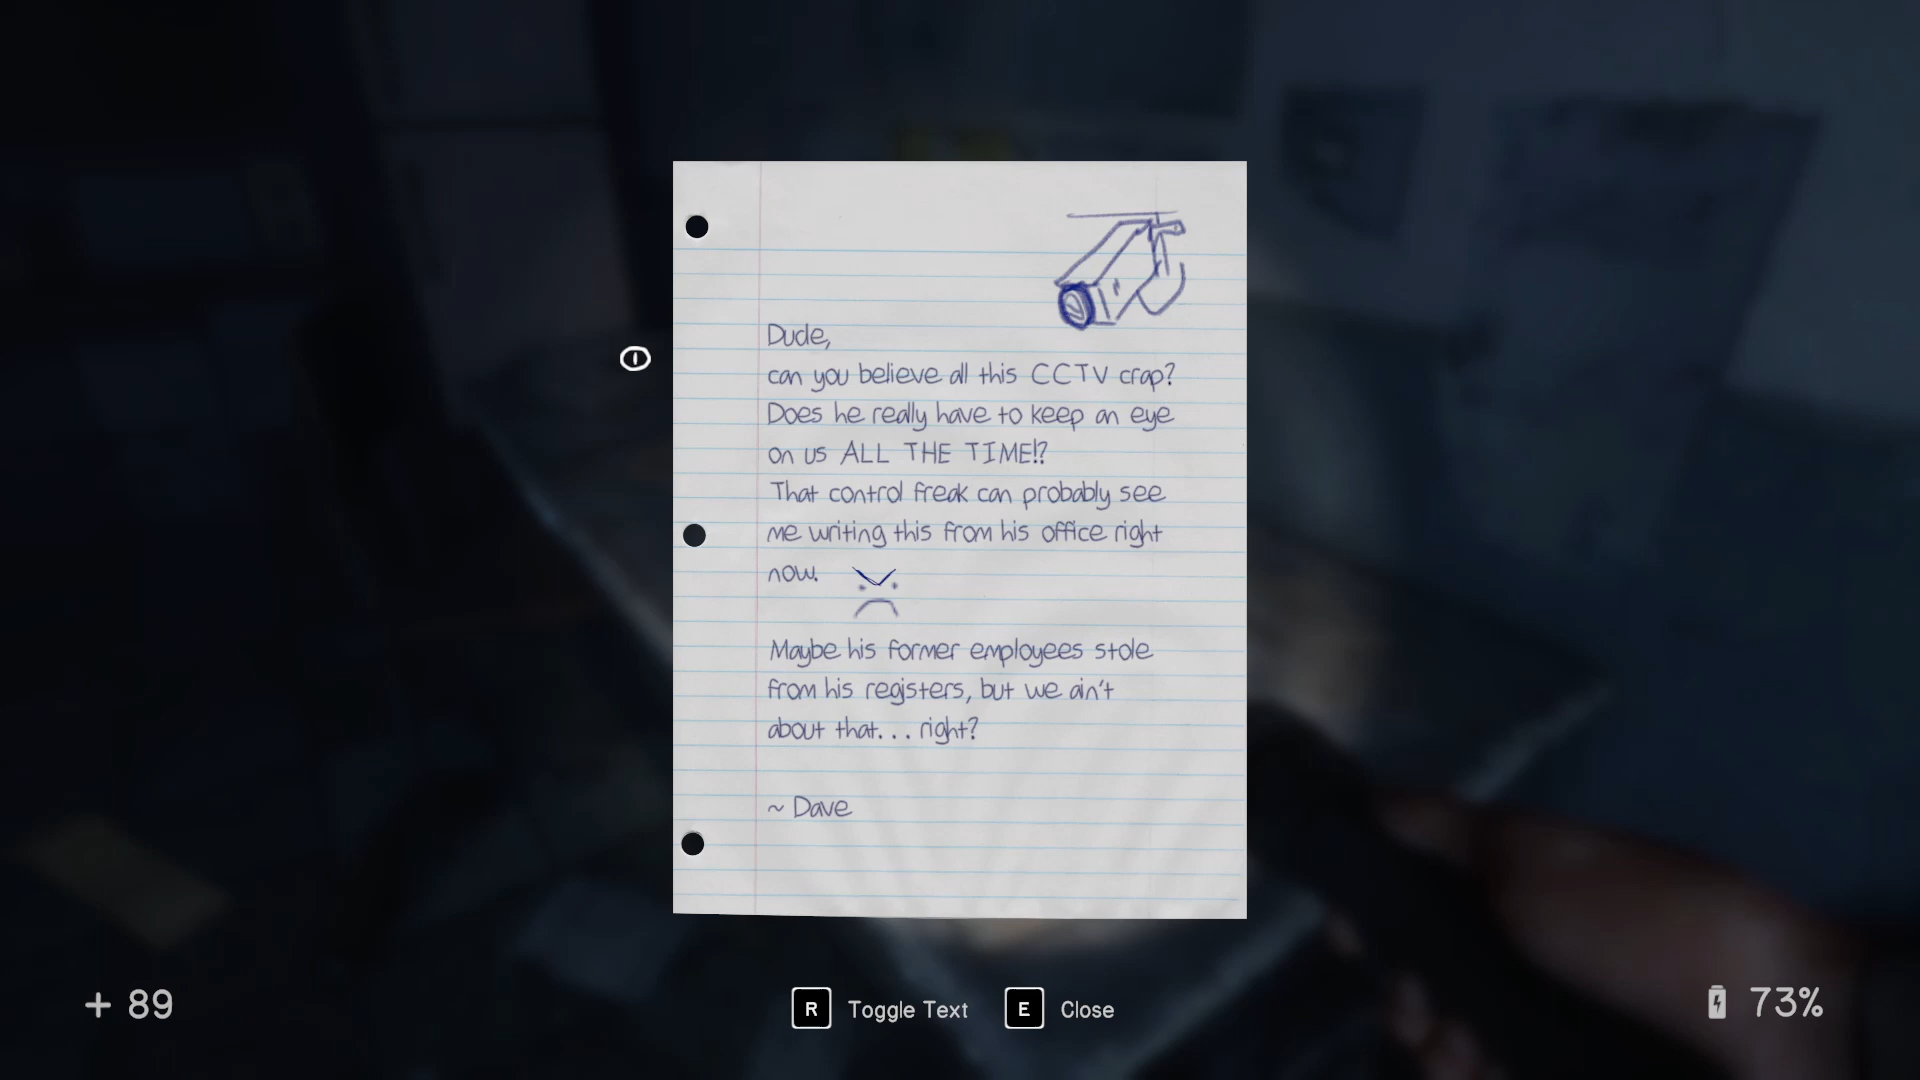 Dude,
can you believe all this CCTV crap?
Does he really have to keep an eye
on us ALL THE TIME!?
That control freak can probably see
me writing this from his office right
now.
Maybe his former employees stole
from his registers, but we ain't
about that... right?
~ Dave
+ 89
R Toggle Text E Close
73%